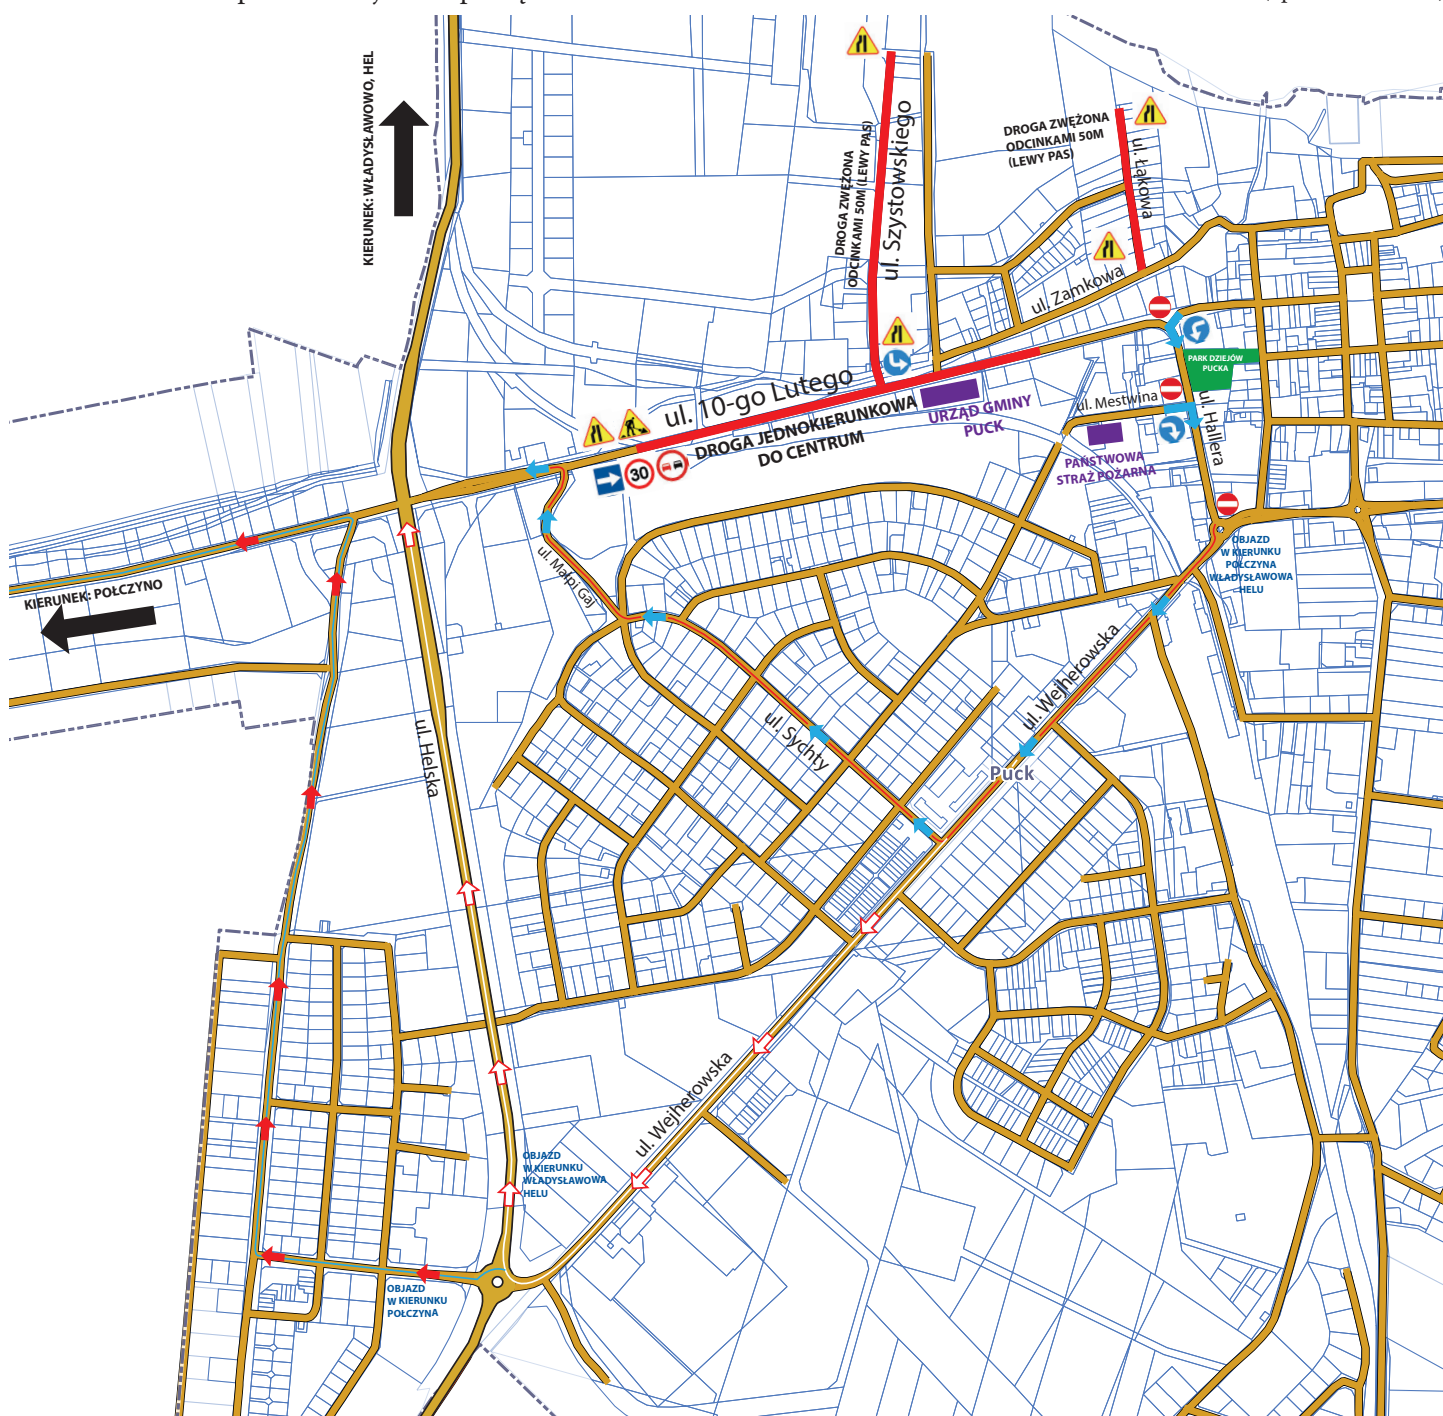 KIERUNEK: WŁADYSŁAWOWO, HEL
DROGA ZWĘŻONA
ODCINKAMI 50M (LEWY PAS)
ul. Szystowskiego
DROGA ZWĘŻONA
ODCINKAMI 50M
(LEWY PAS)
ul. Łąkowa
ul. Zamkowa
PARK DZIEJÓW
PUCKA
ul. 10-go Lutego
DROGA JEDNOKIERUNKOWA
DO CENTRUM
30
URZĄD GMINY
PUCK
ul. Mestwina
ul. Hallera
PAŃSTWOWA
STRAŻ POŻARNA
OBJAZD
W KIERUNKU
POŁCZYNA
WŁADYSŁAWOWA
HELU
ul. Małpi Gaj
KIERUNEK: POŁCZYNO
ul. Helska
ul. Sychty
ul. Wejherowska
Puck
ul. Wejherowska
OBJAZD
W KIERUNKU
WŁADYSŁAWOWA
HELU
OBJAZD
W KIERUNKU
POŁCZYNA